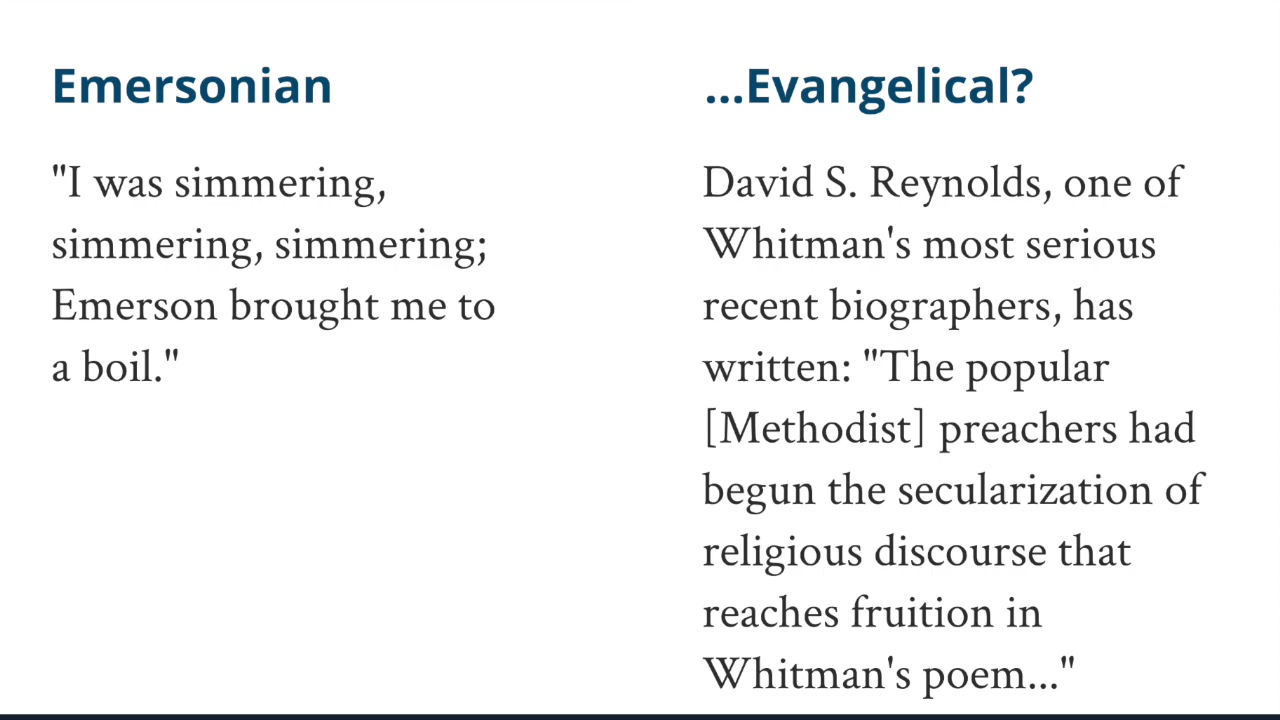 Emersonian
"I was simmering,
simmering, simmering;
Emerson brought me to
a boil."
...Evangelical?
David S. Reynolds, one of
Whitman's most serious
recent biographers, has
written: "The popular
[Methodist] preachers had
begun the secularization of
religious discourse that
reaches fruition in
Whitman's poem..."